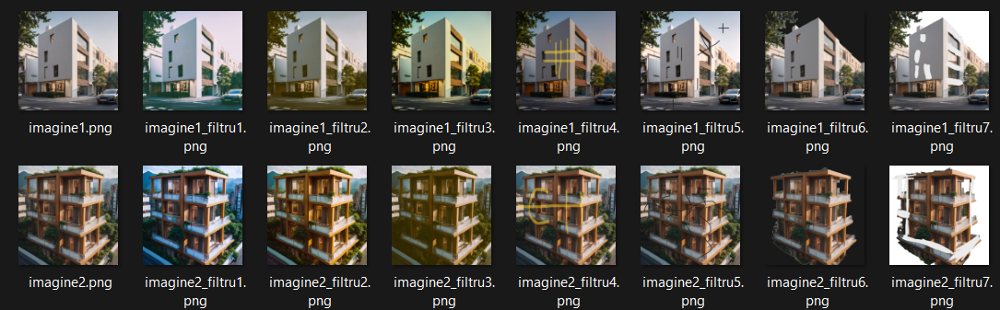 imagine1.png
imagine1_filtru1.
png
imagine1_filtru2.
png
imagine1_filtru3.
png
imagine1_filtru4.
png
imagine1_filtru5.
png
imagine1_filtru6.
png
imagine1_filtru7.
png
imagine2.png
imagine2_filtru1.
png
imagine2_filtru2.
png
imagine2_filtru3.
png
imagine2_filtru4.
png
imagine2_filtru5.
png
imagine2_filtru6.
png
imagine2_filtru7.
png